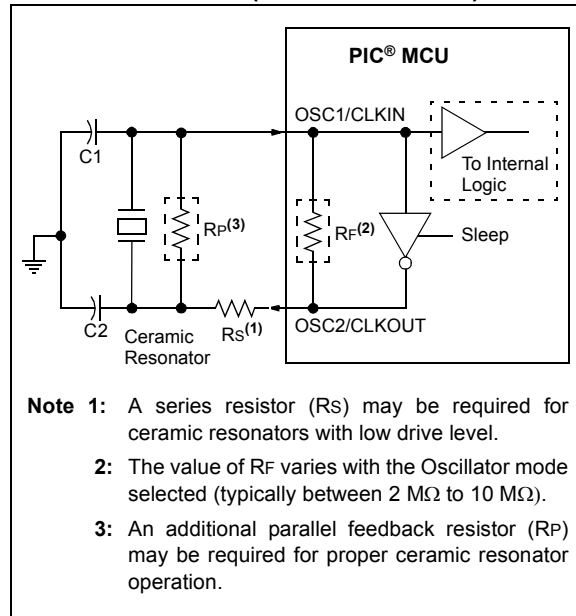 PIC® MCU
OSC1/CLKIN
C1
To Internal
Logic
RP(3)
RF(2)
Sleep
C2
Ceramic
Resonator
RS(1)
OSC2/CLKOUT
Note 1: A series resistor (RS) may be required for
ceramic resonators with low drive level.
2: The value of RF varies with the Oscillator mode
selected (typically between 2 MΩ to 10 MΩ).
3: An additional parallel feedback resistor (RP)
may be required for proper ceramic resonator
operation.